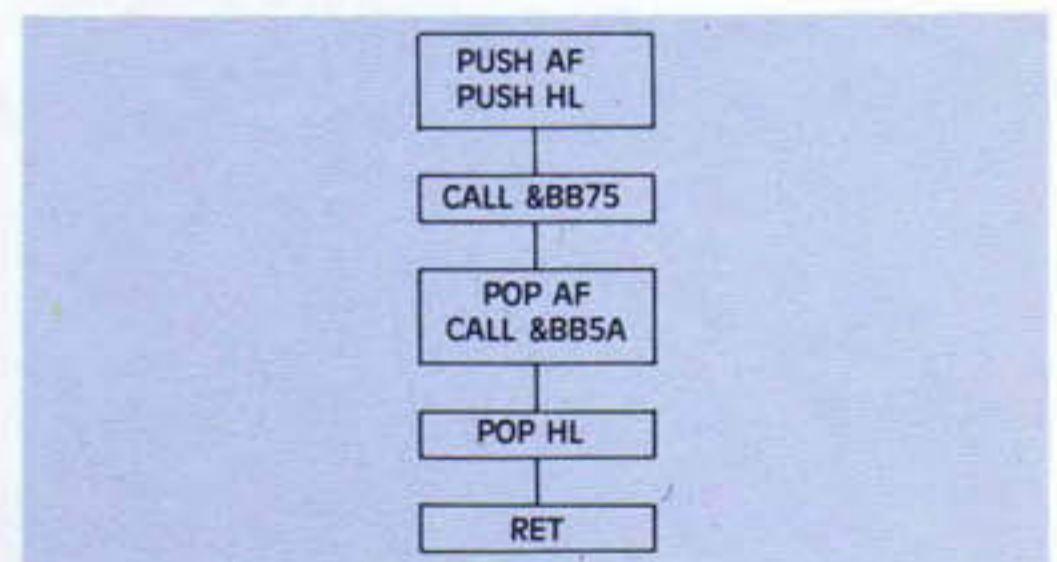 PUSH AF
PUSH HL
CALL &BB75
POP AF
CALL &BB5A
POP HL
RET